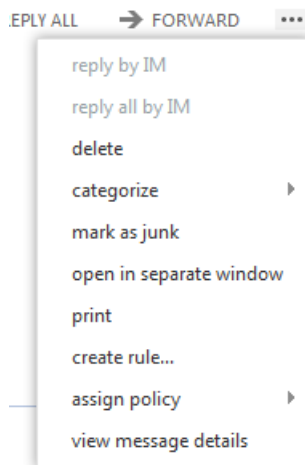 EPLY ALL → FORWARD ...
reply by IM
reply all by IM
delete
categorize
mark as junk
open in separate window
print
create rule...
assign policy
view message details